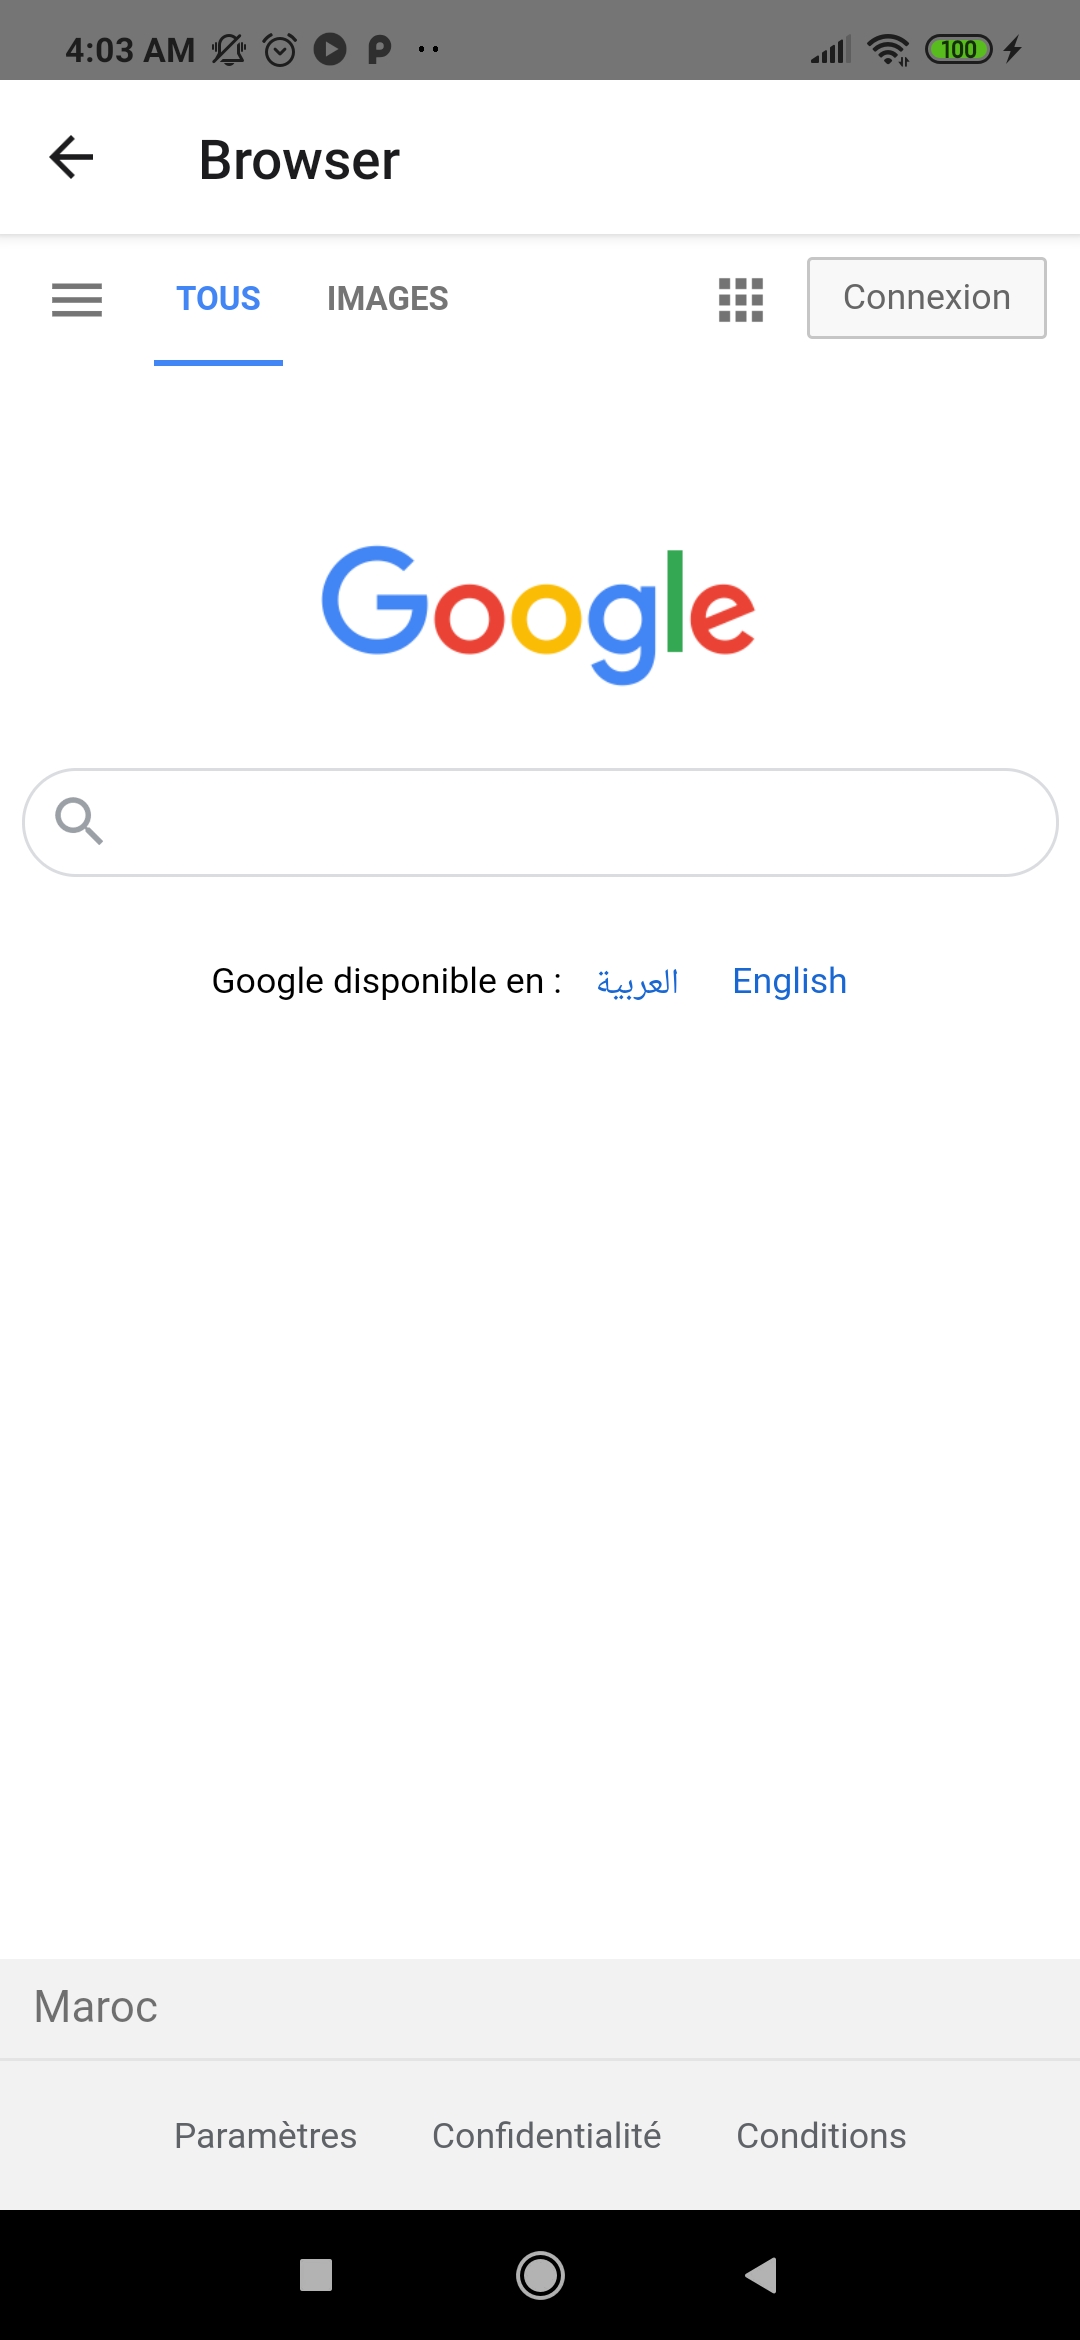 4:03 AM
100
Browser
TOUS IMAGES Connexion
Google
Google disponible en : العربية English
Maroc
Paramètres Confidentialité Conditions